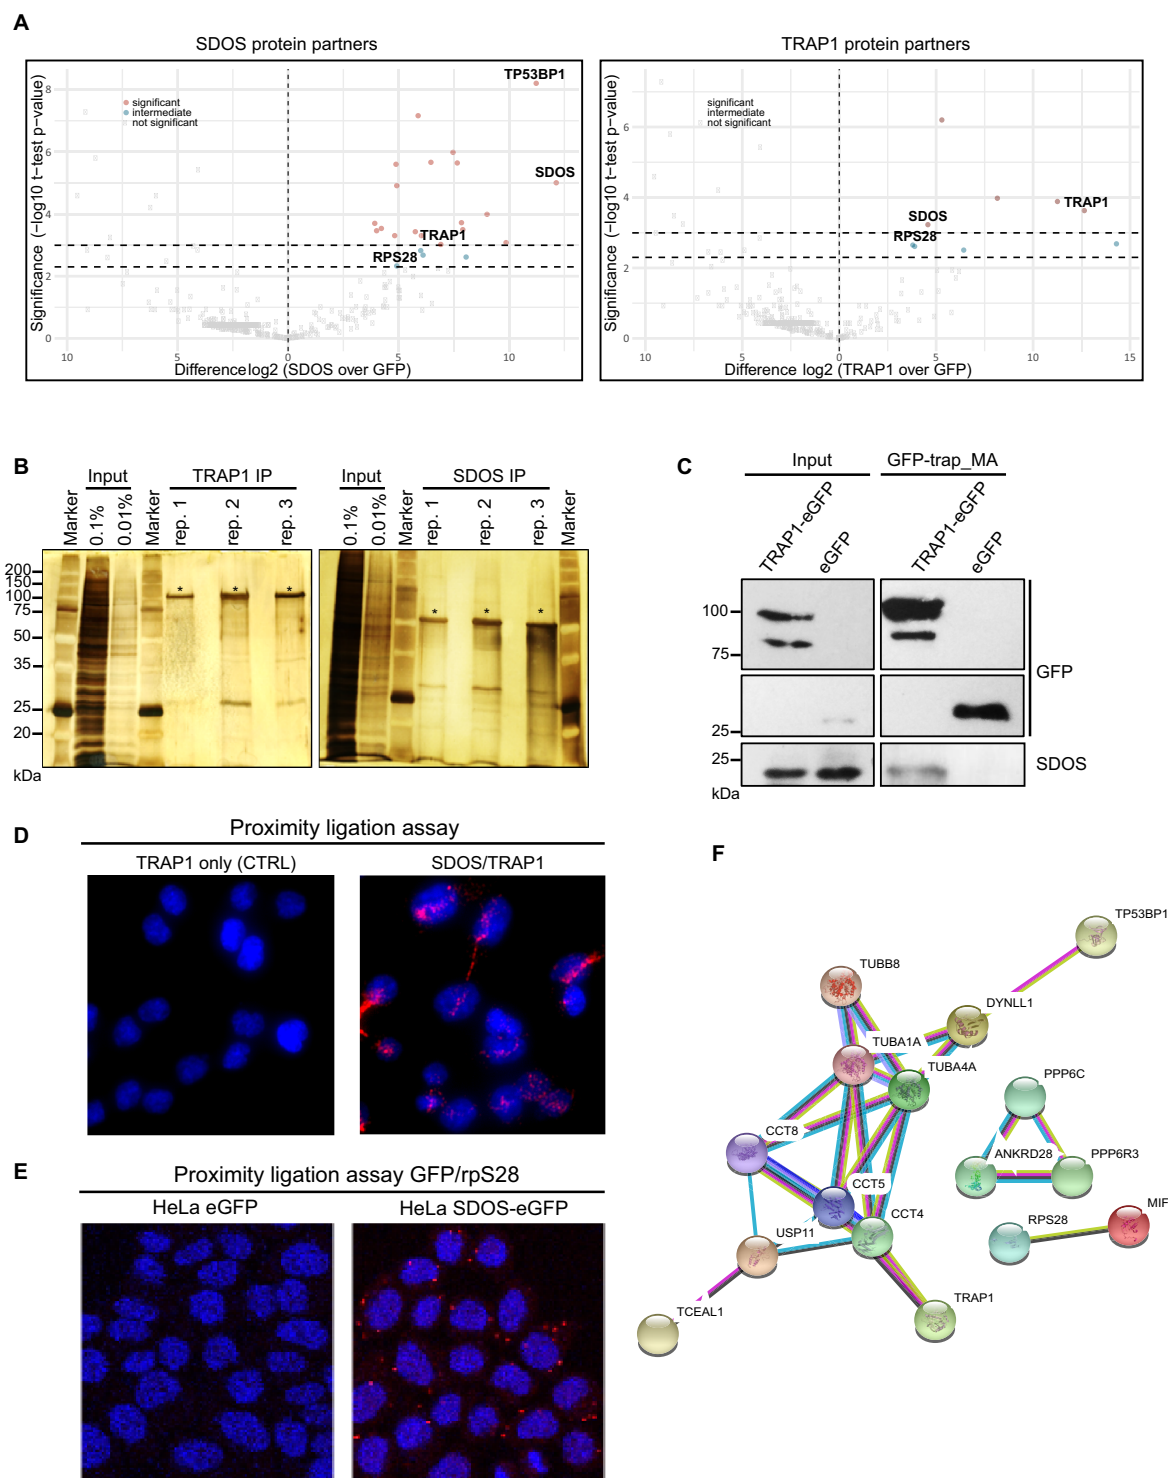 A
SDOS protein partners
TRAP1 protein partners
Significance (−log10 t−test p−value)
8
6
4
2
0
significant
intermediate
not significant
TP53BP1
SDOS
TRAP1
RPS28
10
5
0
5
10
Difference log2 (SDOS over GFP)
Significance (−log10 t−test p−value)
6
4
2
0
significant
intermediate
not significant
SDOS
TRAP1
RPS28
10
5
0
5
10
15
Difference log2 (TRAP1 over GFP)
B
Input
TRAP1 IP
Input
SDOS IP
Marker
0.1%
0.01%
Marker
rep. 1
rep. 2
rep. 3
0.1%
0.01%
Marker
rep. 1
rep. 2
rep. 3
Marker
200
150
100
75
50
35
25
20
kDa
* * *
* * *
C
Input
GFP-trap_MA
TRAP1-eGFP
eGFP
TRAP1-eGFP
eGFP
100
75
25
25
kDa
GFP
SDOS
D
Proximity ligation assay
TRAP1 only (CTRL)
SDOS/TRAP1
E
Proximity ligation assay GFP/rpS28
HeLa eGFP
HeLa SDOS-eGFP
F
TP53BP1
TUBB8
DYNLL1
TUBA1A
TUBA4A
PPP6C
CCT8
ANKRD28
PPP6R3
CCT5
CCT4
MIF
RPS28
USP11
TRAP1
TCEAL1